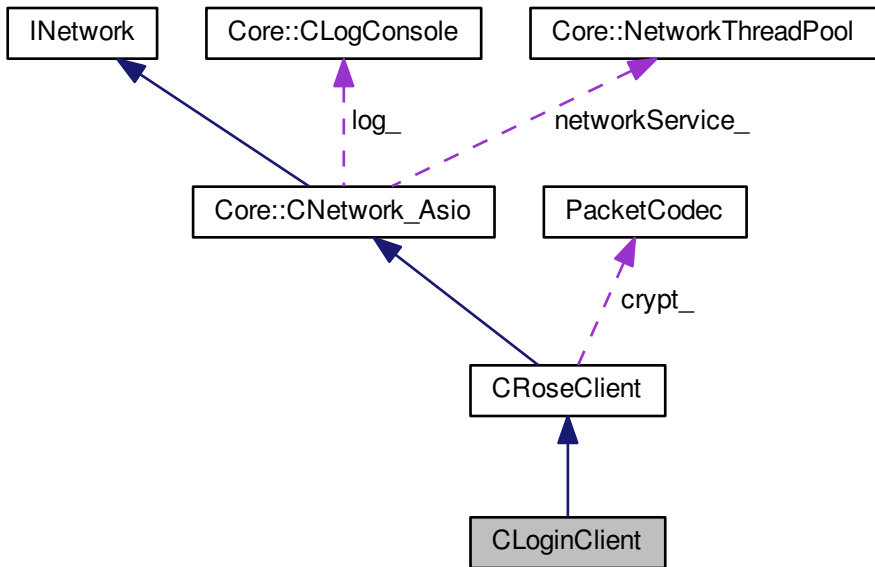 INetwork
Core::CLogConsole
Core::NetworkThreadPool
log_
networkService_
Core::CNetwork_Asio
PacketCodec
crypt_
CRoseClient
CLoginClient